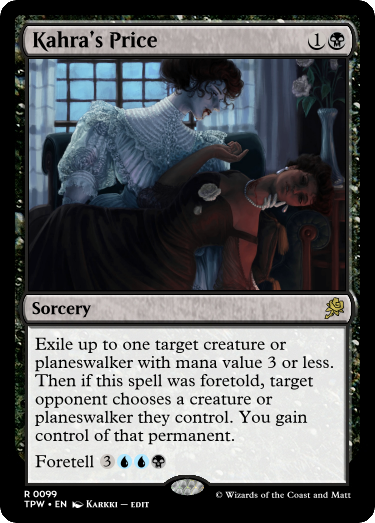 Kahra's Price 1
Sorcery
Exile up to one target creature or
planeswalker with mana value 3 or less.
Then if this spell was foretold, target
opponent chooses a creature or
planeswalker they control. You gain
control of that permanent.
Foretell 3
R 0099
TPW • EN Karkki — edit
© Wizards of the Coast and Matt